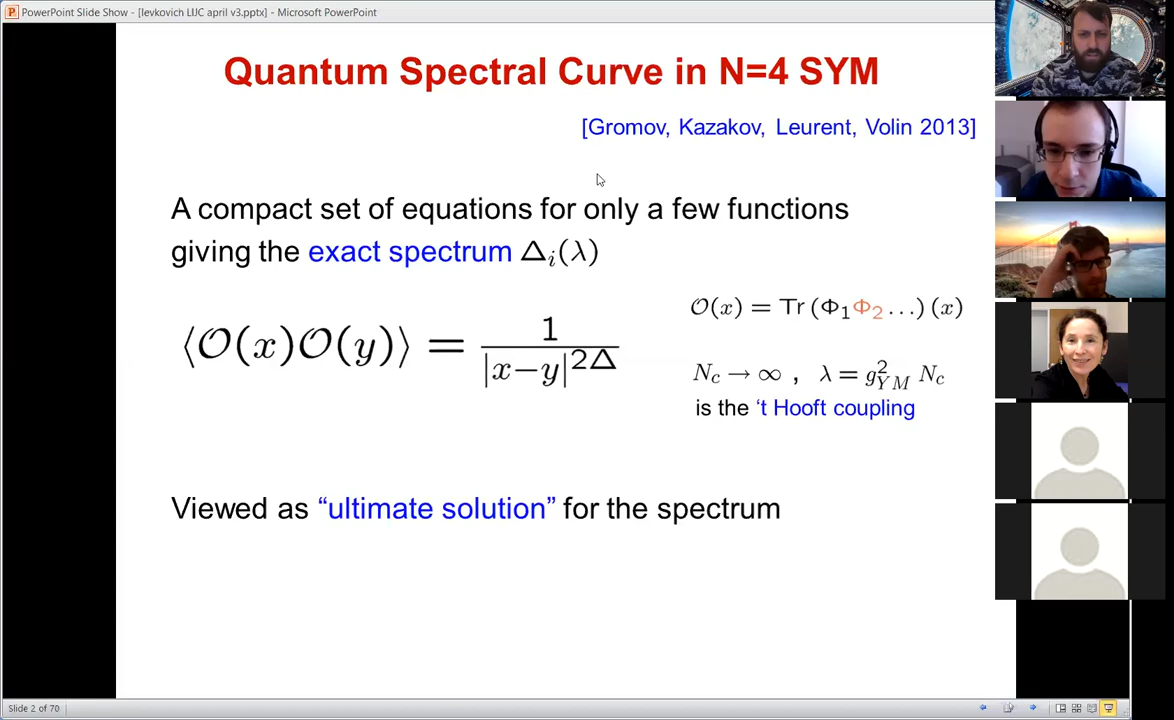 PowerPoint Slide Show - [levkovich LIJC april v3.pptx] - Microsoft PowerPoint
Quantum Spectral Curve in N=4 SYM
[Gromov, Kazakov, Leurent, Volin 2013]
A compact set of equations for only a few functions
giving the exact spectrum Δᵢ(λ)
𝒪(x) = Tr (Φ₁Φ₂ ...) (x)
⟨𝒪(x)𝒪(y)⟩ = 1 / |x−y|^{2Δ}
N_c → ∞ , λ = g²_{YM} N_c
is the ‘t Hooft coupling
Viewed as “ultimate solution” for the spectrum
Slide 2 of 70